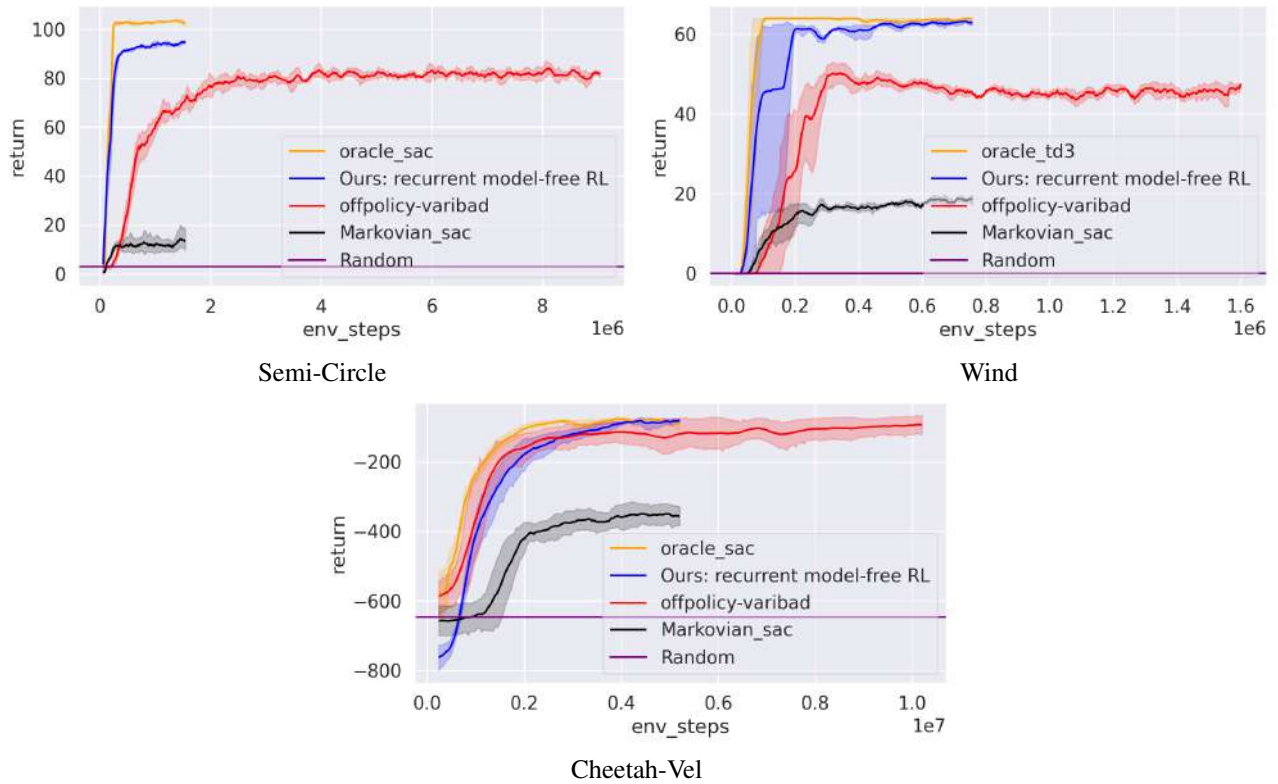 100
80
60
40
20
0
return
oracle_sac
Ours: recurrent model-free RL
offpolicy-varibad
Markovian_sac
Random
0 2 4 6 8
1e6
env_steps
Semi-Circle
60
40
20
0
return
oracle_td3
Ours: recurrent model-free RL
offpolicy-varibad
Markovian_sac
Random
0.0 0.2 0.4 0.6 0.8 1.0 1.2 1.4 1.6
1e6
env_steps
Wind
−200
−400
−600
−800
return
oracle_sac
Ours: recurrent model-free RL
offpolicy-varibad
Markovian_sac
Random
0.0 0.2 0.4 0.6 0.8 1.0
1e7
env_steps
Cheetah-Vel